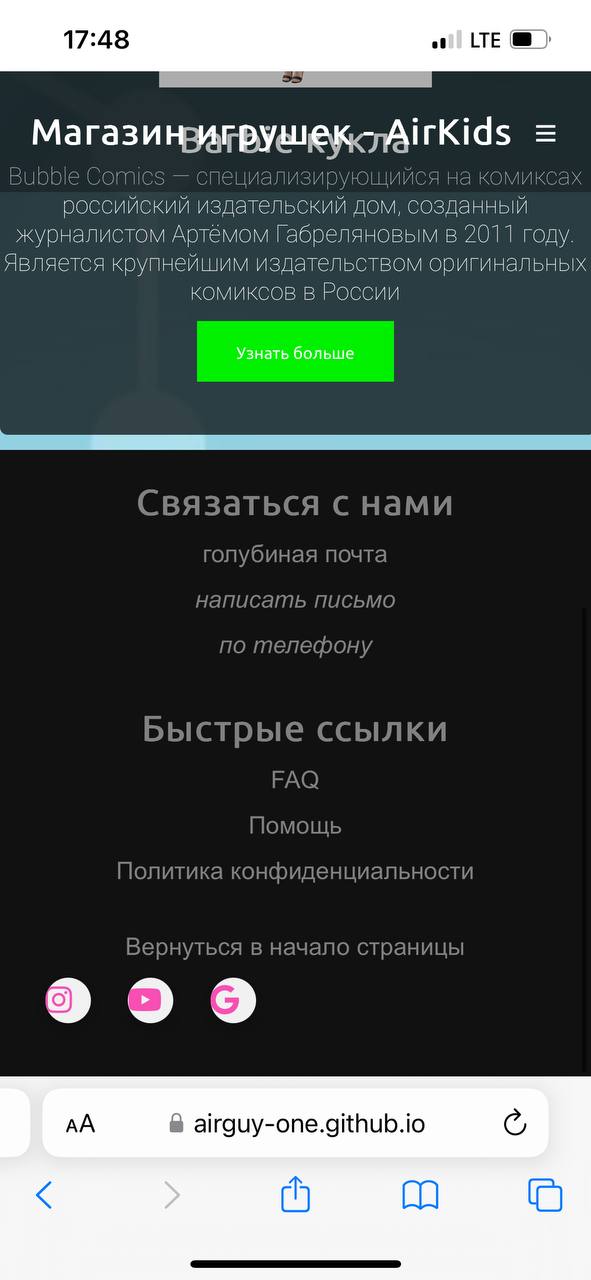 17:48
LTE
Магазин игрушек - AirKids
Barbie кукла
Bubble Comics — специализирующийся на комиксах
российский издательский дом, созданный
журналистом Артёмом Габреляновым в 2011 году.
Является крупнейшим издательством оригинальных
комиксов в России
Узнать больше
Связаться с нами
голубиная почта
написать письмо
по телефону
Быстрые ссылки
FAQ
Помощь
Политика конфиденциальности
Вернуться в начало страницы
AA airguy-one.github.io